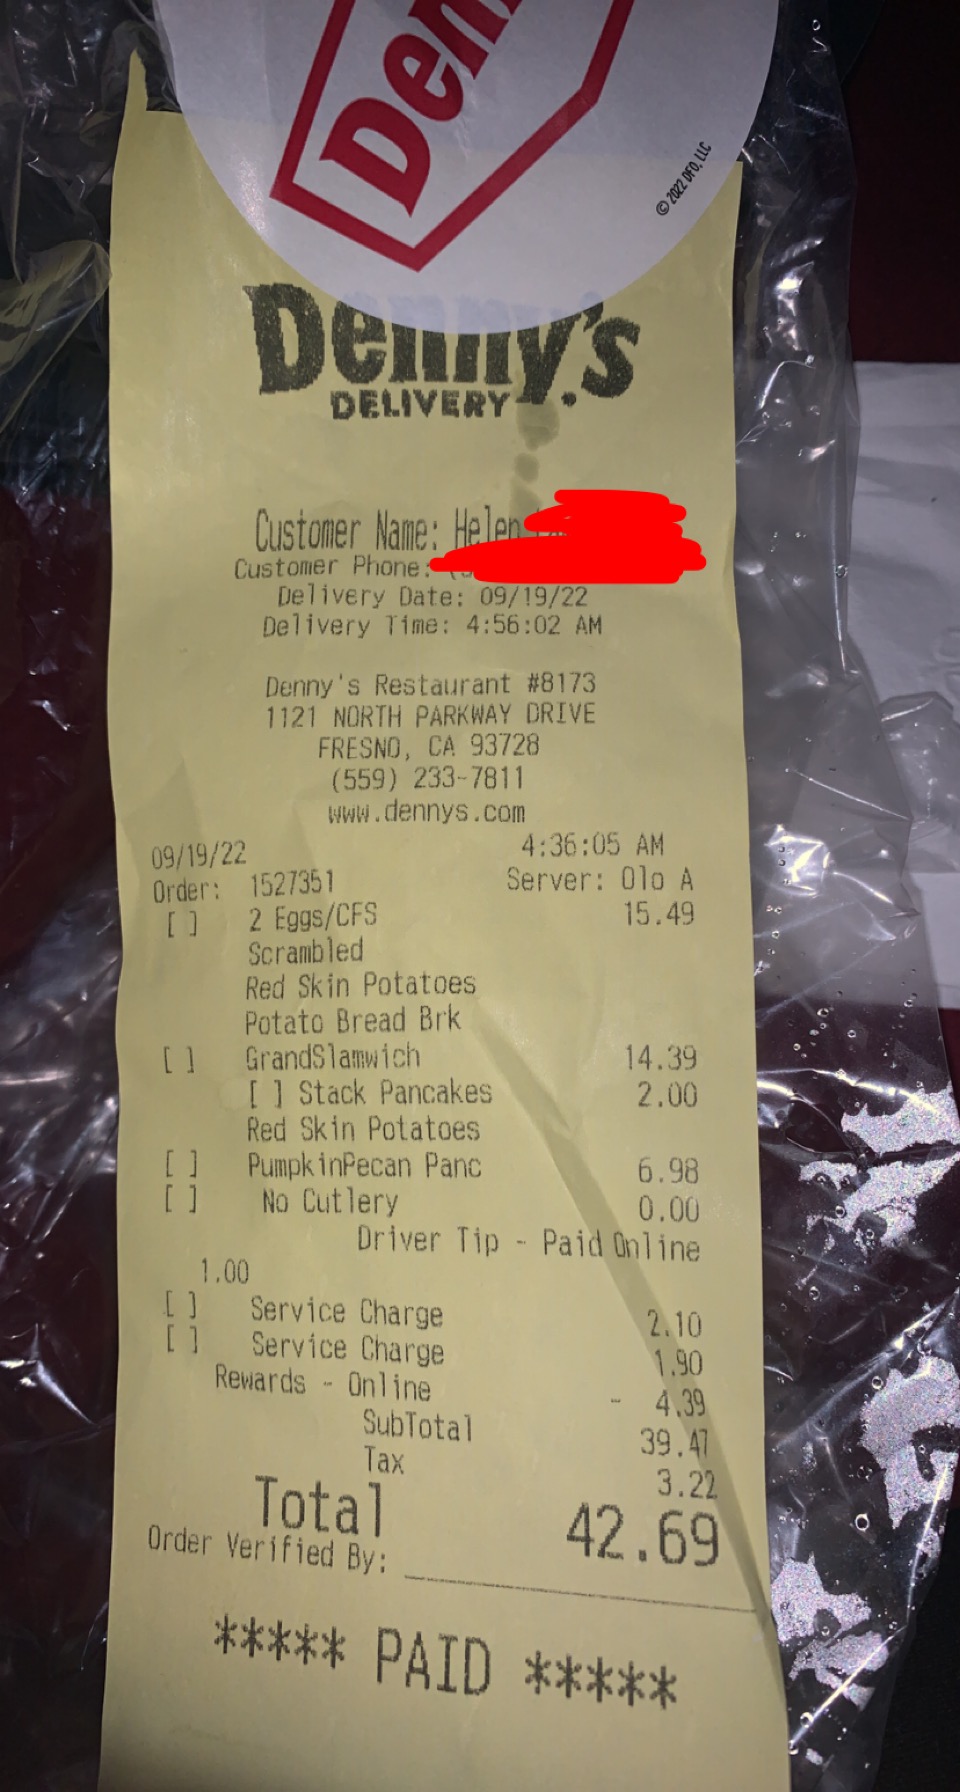 Den
© 2022 DFO, LLC
Denny's
DELIVERY
Customer Name: Helen
Customer Phone:
Delivery Date: 09/19/22
Delivery Time: 4:56:02 AM
Denny's Restaurant #8173
1121 NORTH PARKWAY DRIVE
FRESNO, CA 93728
(559) 233-7811
www.dennys.com
09/19/22 4:36:05 AM
Order: 1527351 Server: Olo A
[ ] 2 Eggs/CFS 15.49
Scrambled
Red Skin Potatoes
Potato Bread Brk
[ ] GrandSlamwich 14.39
[ ] Stack Pancakes 2.00
Red Skin Potatoes
[ ] PumpkinPecan Panc 6.98
[ ] No Cutlery 0.00
Driver Tip - Paid Online
1.00
[ ] Service Charge 2.10
[ ] Service Charge 1.90
Rewards - Online - 4.39
SubTotal 39.47
Tax 3.22
Total 42.69
Order Verified By:
***** PAID *****